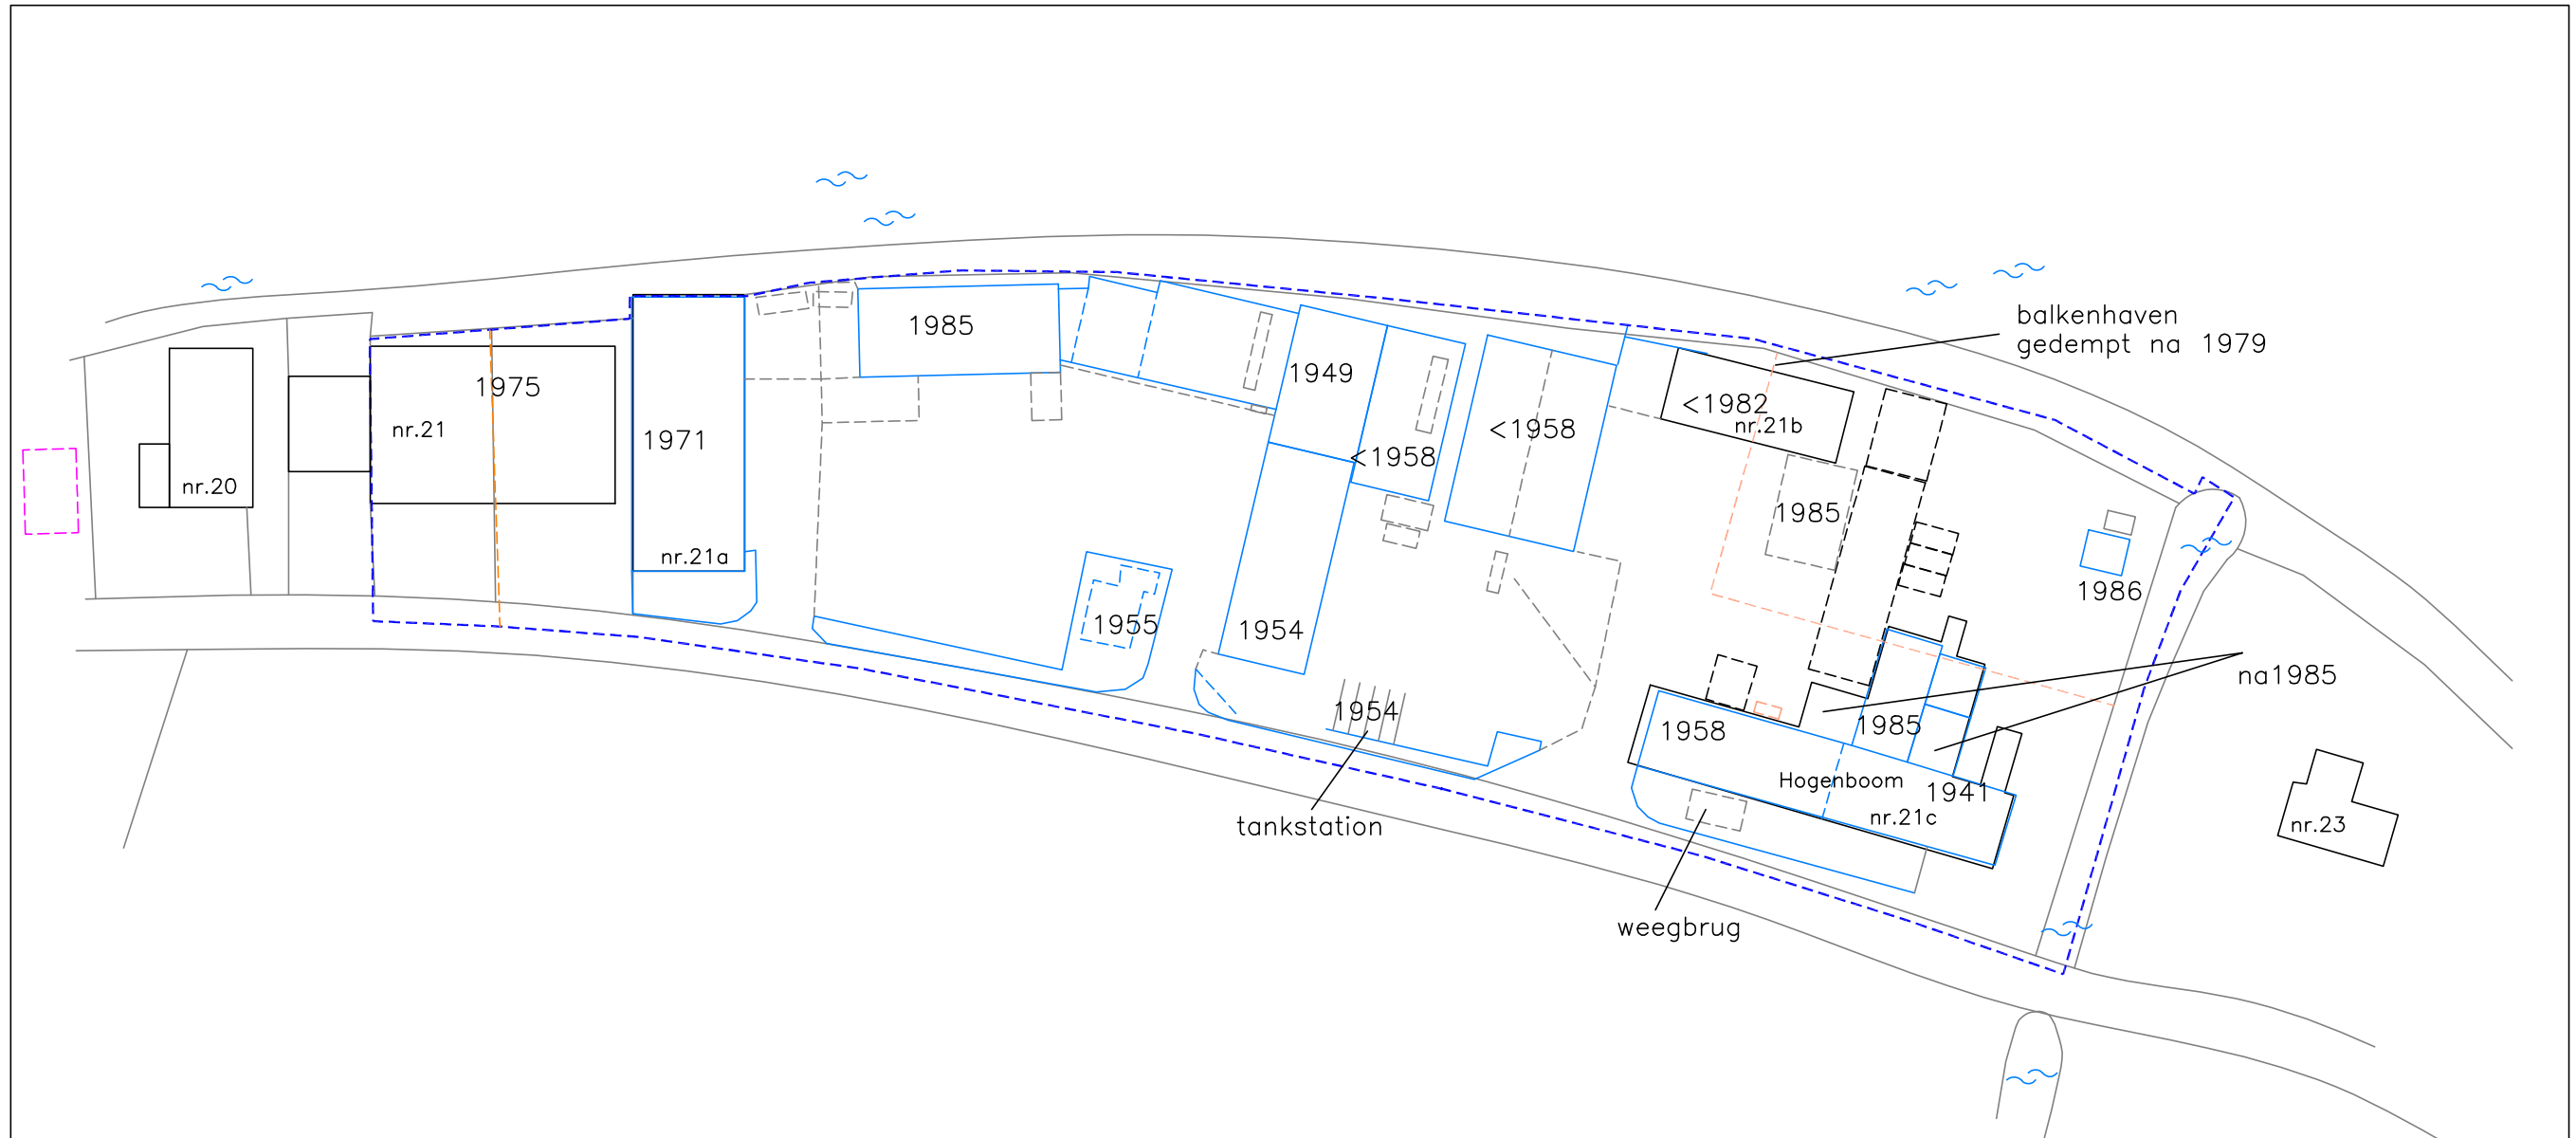 balkenhaven
gedempt na 1979
1985
1949
1975
<1982
nr.21b
nr.21
<1958
1971
<1958
nr.20
1985
nr.21a
1986
1955
1954
na1985
1954
1958
1985
Hogenboom
1941
nr.21c
tankstation
nr.23
weegbrug